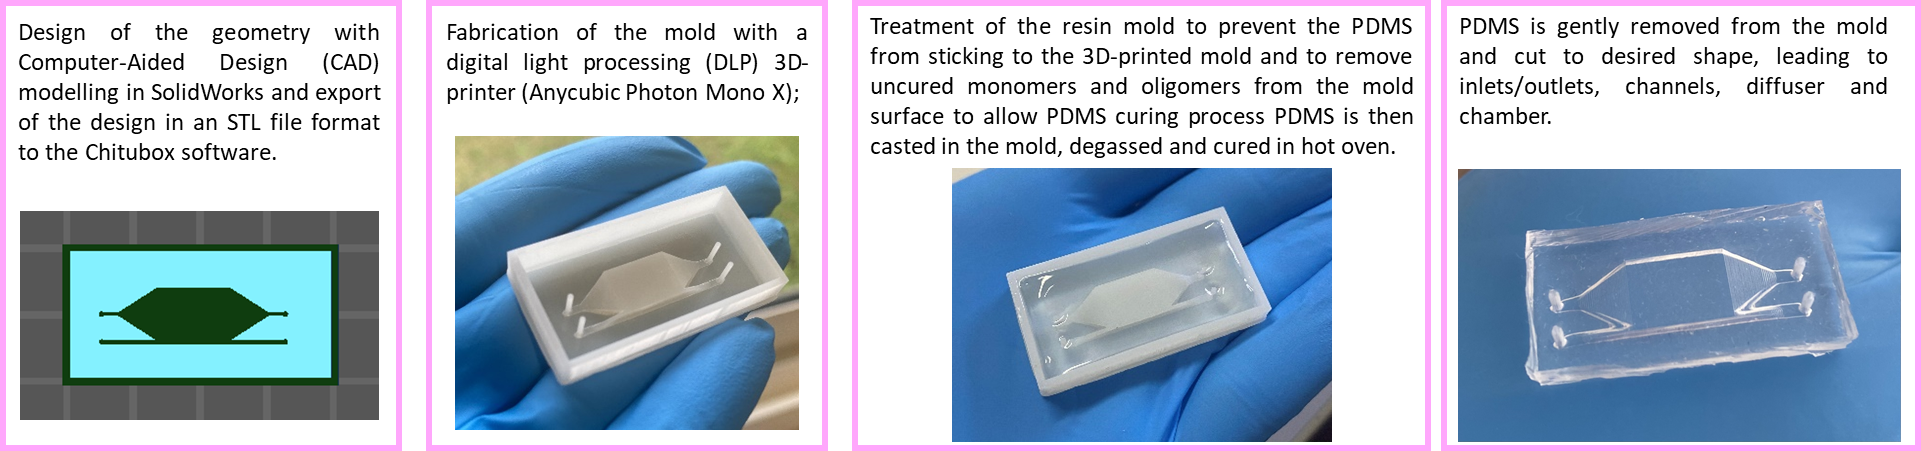 Design of the geometry with
Computer-Aided Design (CAD)
modelling in SolidWorks and export
of the design in an STL file format
to the Chitubox software.
Fabrication of the mold with a
digital light processing (DLP) 3D-
printer (Anycubic Photon Mono X);
Treatment of the resin mold to prevent the PDMS
from sticking to the 3D-printed mold and to remove
uncured monomers and oligomers from the mold
surface to allow PDMS curing process PDMS is then
casted in the mold, degassed and cured in hot oven.
PDMS is gently removed from the mold
and cut to desired shape, leading to
inlets/outlets, channels, diffuser and
chamber.